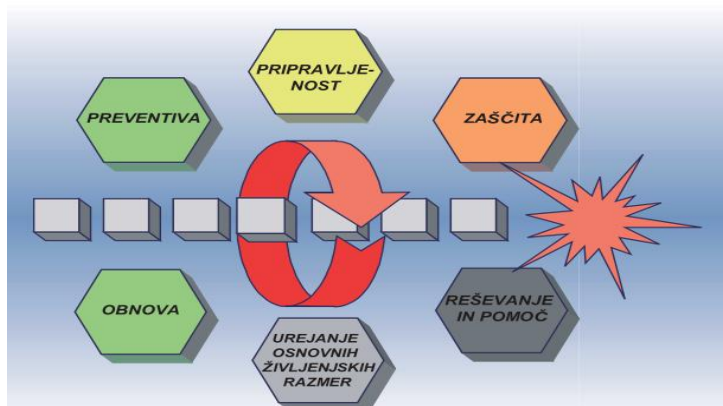 PRIPRAVLJE-
NOST
PREVENTIVA
ZAŠČITA
OBNOVA
UREJANJE
OSNOVNIH
ŽIVLJENJSKIH
RAZMER
REŠEVANJE
IN POMOČ